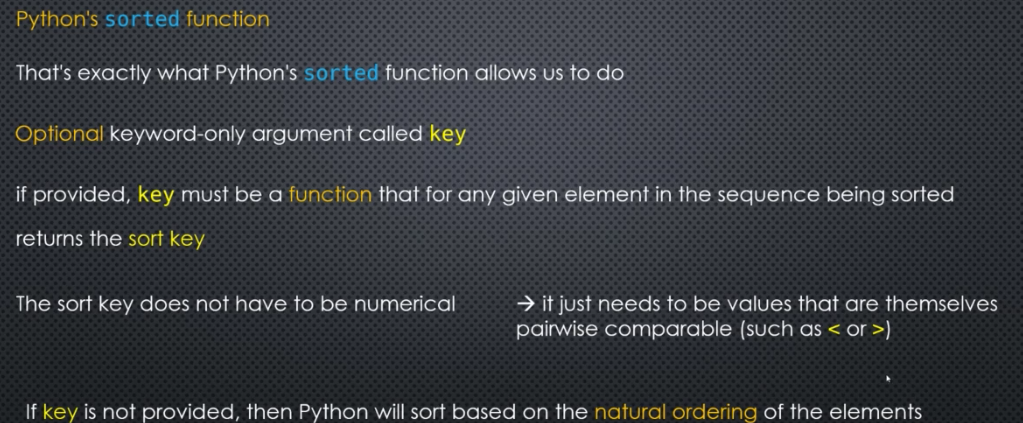 Python's sorted function
That's exactly what Python's sorted function allows us to do
Optional keyword-only argument called key
if provided, key must be a function that for any given element in the sequence being sorted
returns the sort key
The sort key does not have to be numerical
→ it just needs to be values that are themselves
pairwise comparable (such as < or >)
If key is not provided, then Python will sort based on the natural ordering of the elements